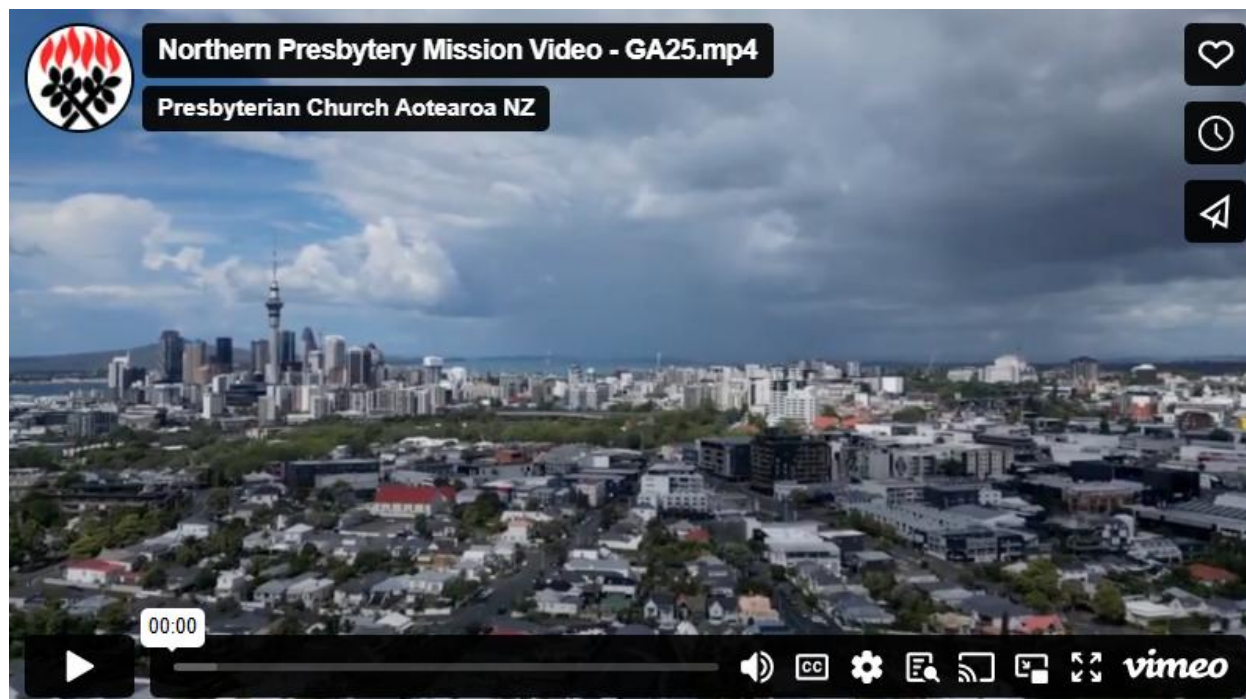 Northern Presbytery Mission Video - GA25.mp4
Presbyterian Church Aotearoa NZ
00:00
CC
vimeo